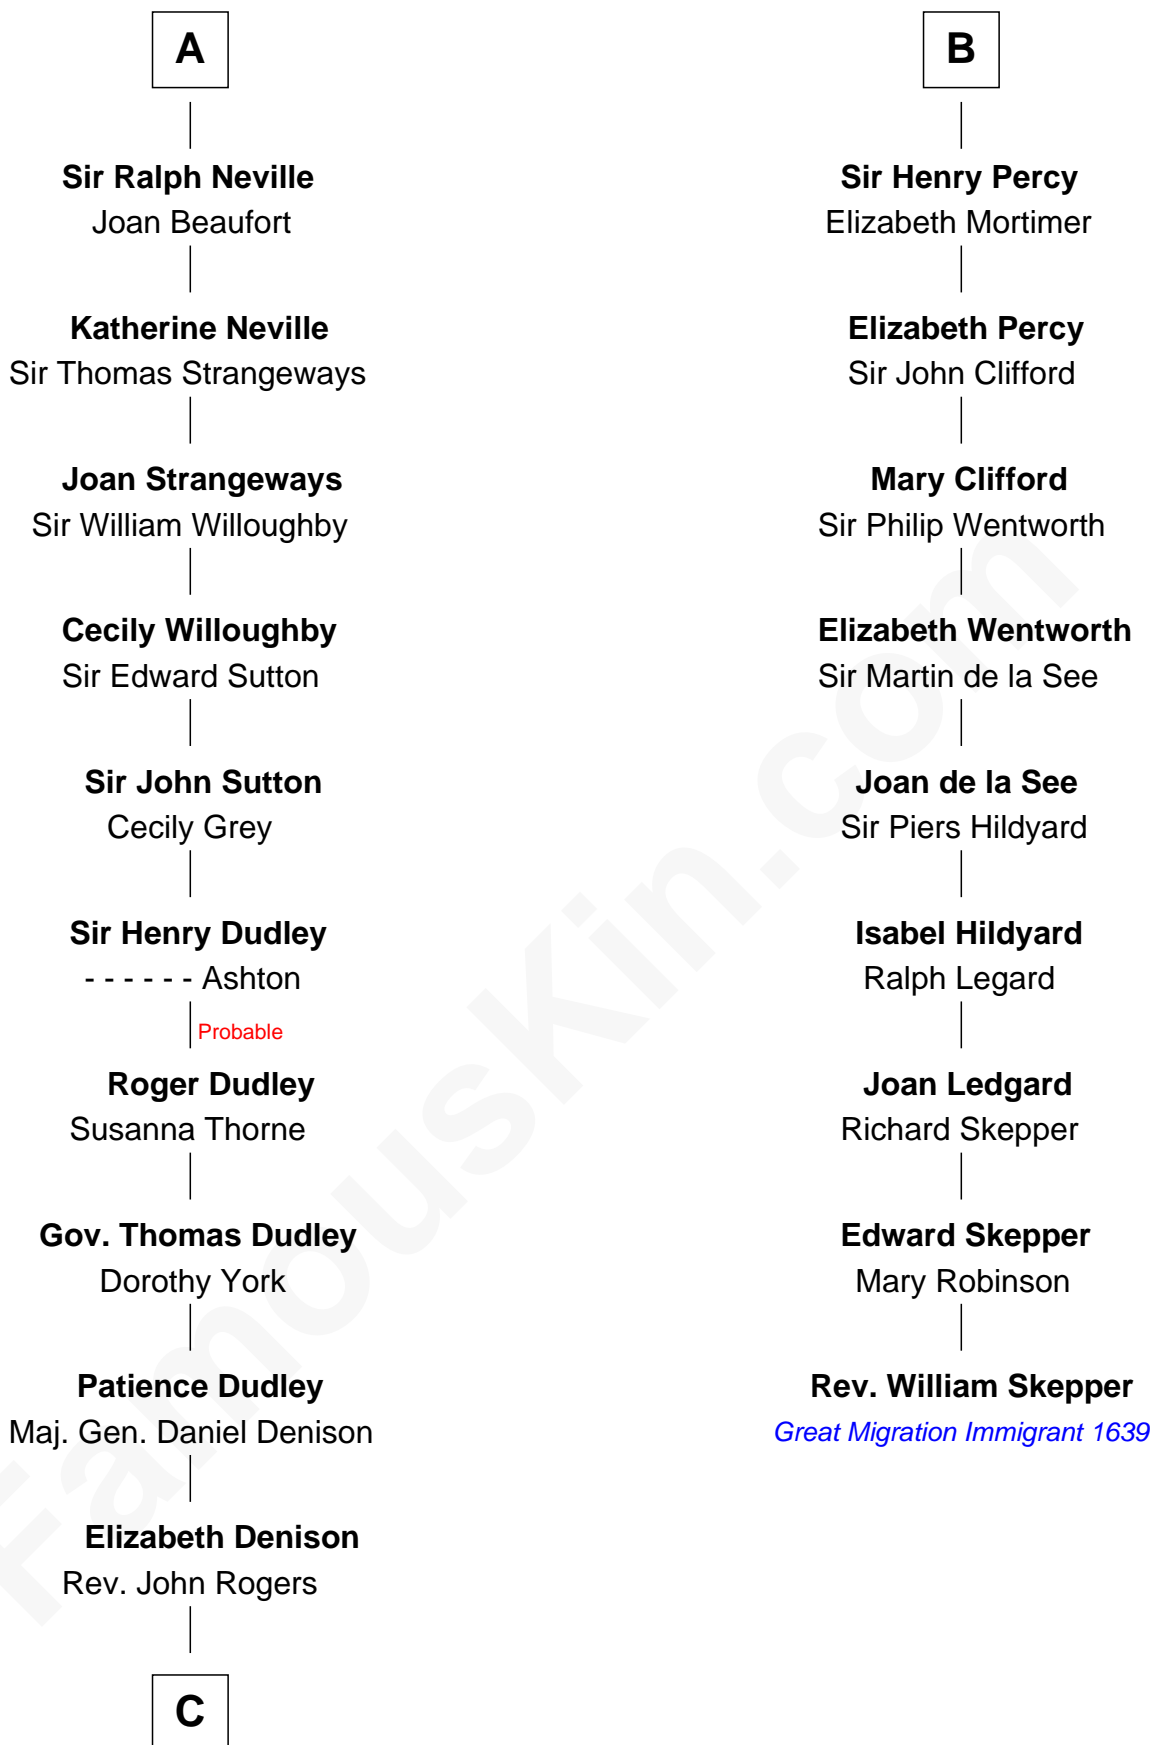 A
Sir Ralph Neville
Joan Beaufort
Katherine Neville
Sir Thomas Strangeways
Joan Strangeways
Sir William Willoughby
Cecily Willoughby
Sir Edward Sutton
Sir John Sutton
Cecily Grey
Sir Henry Dudley
- - - - - - Ashton
Probable
Roger Dudley
Susanna Thorne
Gov. Thomas Dudley
Dorothy York
Patience Dudley
Maj. Gen. Daniel Denison
Elizabeth Denison
Rev. John Rogers
C
B
Sir Henry Percy
Elizabeth Mortimer
Elizabeth Percy
Sir John Clifford
Mary Clifford
Sir Philip Wentworth
Elizabeth Wentworth
Sir Martin de la See
Joan de la See
Sir Piers Hildyard
Isabel Hildyard
Ralph Legard
Joan Ledgard
Richard Skepper
Edward Skepper
Mary Robinson
Rev. William Skepper
Great Migration Immigrant 1639
FamousKin.com